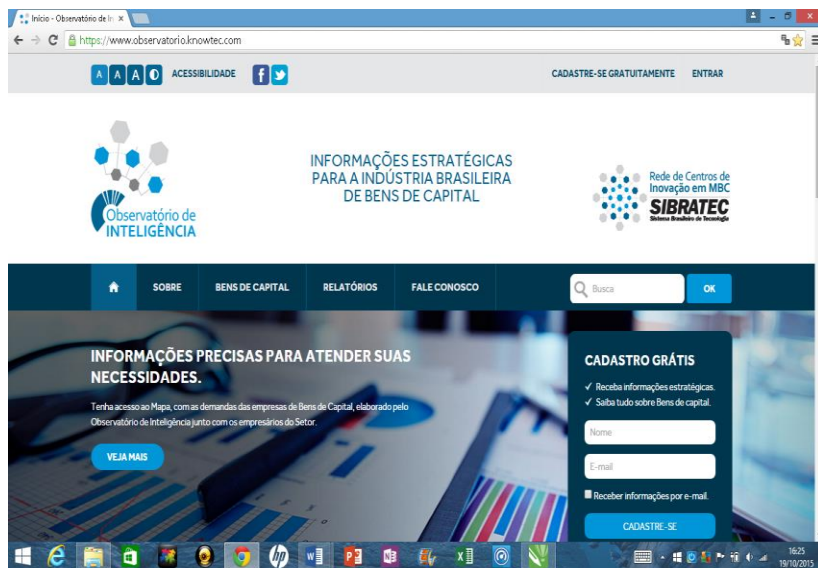 Início - Observatório de In
https://www.observatorio.knowtec.com
A A A ACESSIBILIDADE f
CADASTRE-SE GRATUITAMENTE ENTRAR
Observatório de
INTELIGÊNCIA
INFORMAÇÕES ESTRATÉGICAS
PARA A INDÚSTRIA BRASILEIRA
DE BENS DE CAPITAL
Rede de Centros de
Inovação em MBC
SIBRATEC
Sistema Brasileiro de Tecnologia
SOBRE BENS DE CAPITAL RELATÓRIOS FALE CONOSCO Busca OK
INFORMAÇÕES PRECISAS PARA ATENDER SUAS
NECESSIDADES.
Tenha acesso ao Mapa, com as demandas das empresas de Bens de Capital, elaborado pelo
Observatório de Inteligência junto com os empresários do Setor.
VEJA MAIS
CADASTRO GRÁTIS
✓ Receba informações estratégicas.
✓ Saiba tudo sobre Bens de capital.
Nome
E-mail
Receber informações por e-mail.
CADASTRE-SE
16:25
19/10/2015